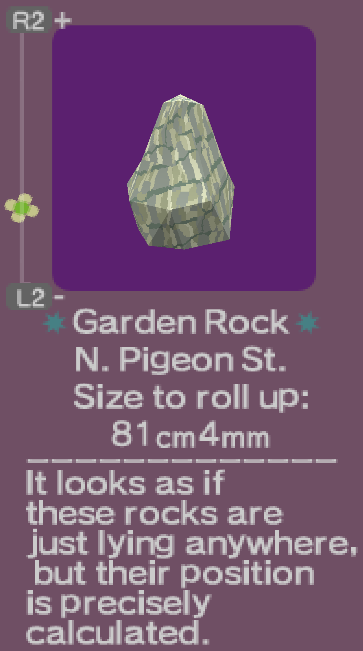 R2 +
L2 -
Garden Rock
N. Pigeon St.
Size to roll up:
81cm4mm
It looks as if
these rocks are
just lying anywhere,
but their position
is precisely
calculated.